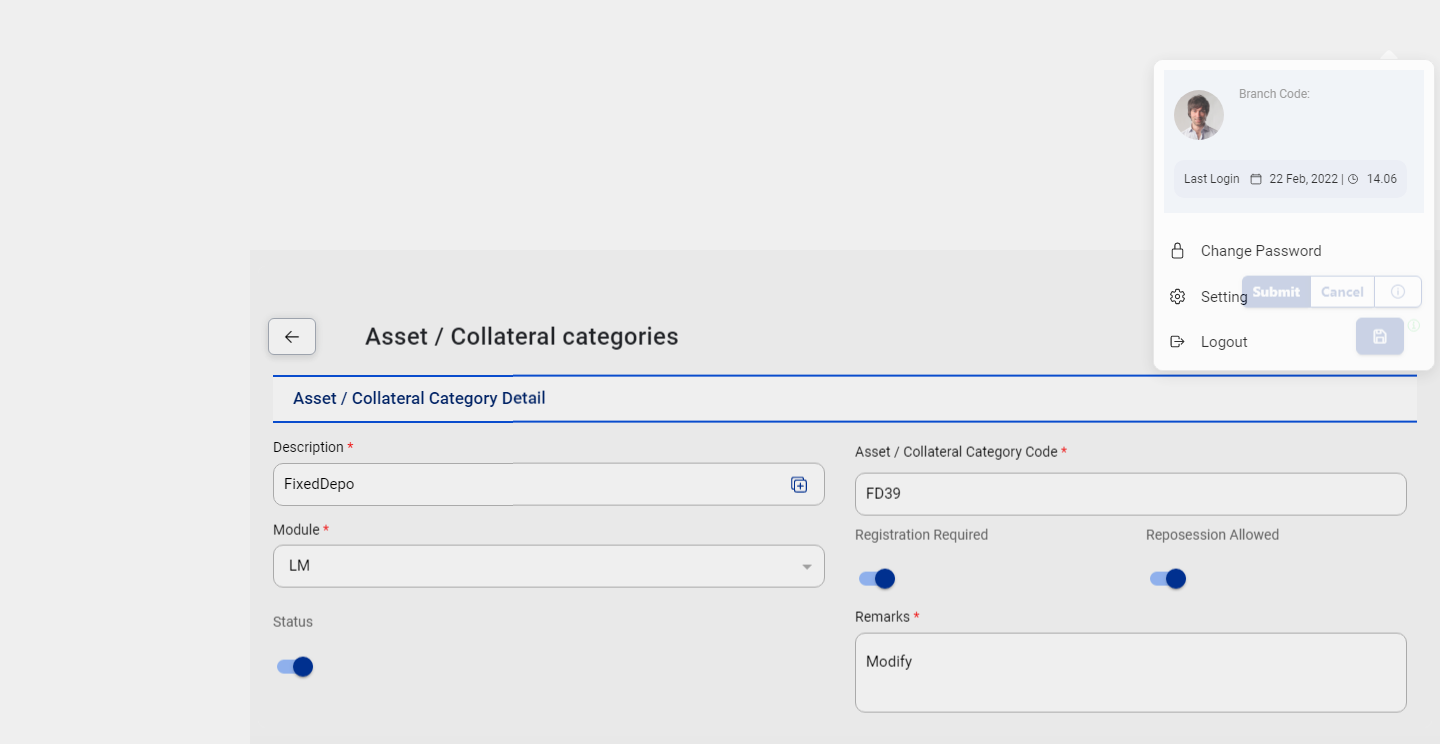 Branch Code:
Last Login 22 Feb, 2022 | 14.06
Change Password
Setting
Submit Cancel
Logout
Asset / Collateral categories
Asset / Collateral Category Detail
Description *
FixedDepo
Asset / Collateral Category Code *
FD39
Module *
LM
Registration Required
Reposession Allowed
Status
Remarks *
Modify